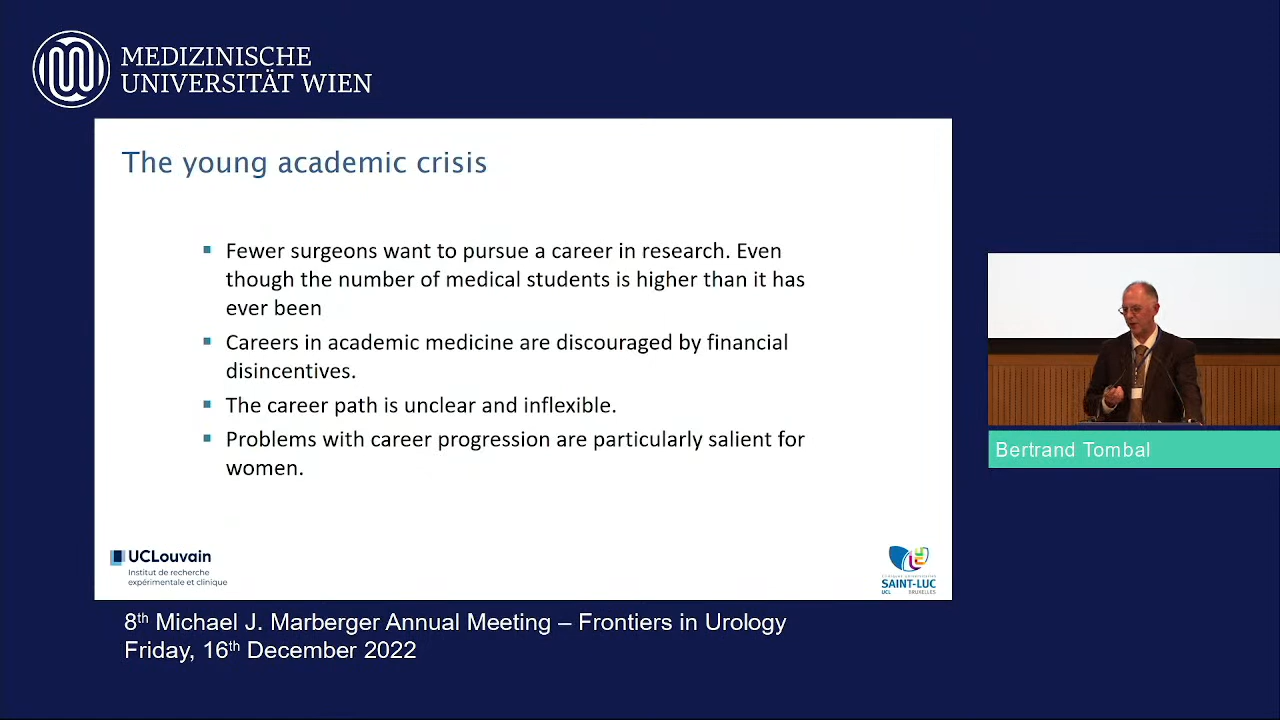 MEDIZINISCHE
UNIVERSITÄT WIEN
The young academic crisis
Fewer surgeons want to pursue a career in research. Even
though the number of medical students is higher than it has
ever been
Careers in academic medicine are discouraged by financial
disincentives.
The career path is unclear and inflexible.
Problems with career progression are particularly salient for
women.
UCLouvain
Institut de recherche
expérimentale et clinique
CLINIQUES UNIVERSITAIRES
SAINT-LUC
UCL BRUXELLES
Bertrand Tombal
8th Michael J. Marberger Annual Meeting – Frontiers in Urology
Friday, 16th December 2022